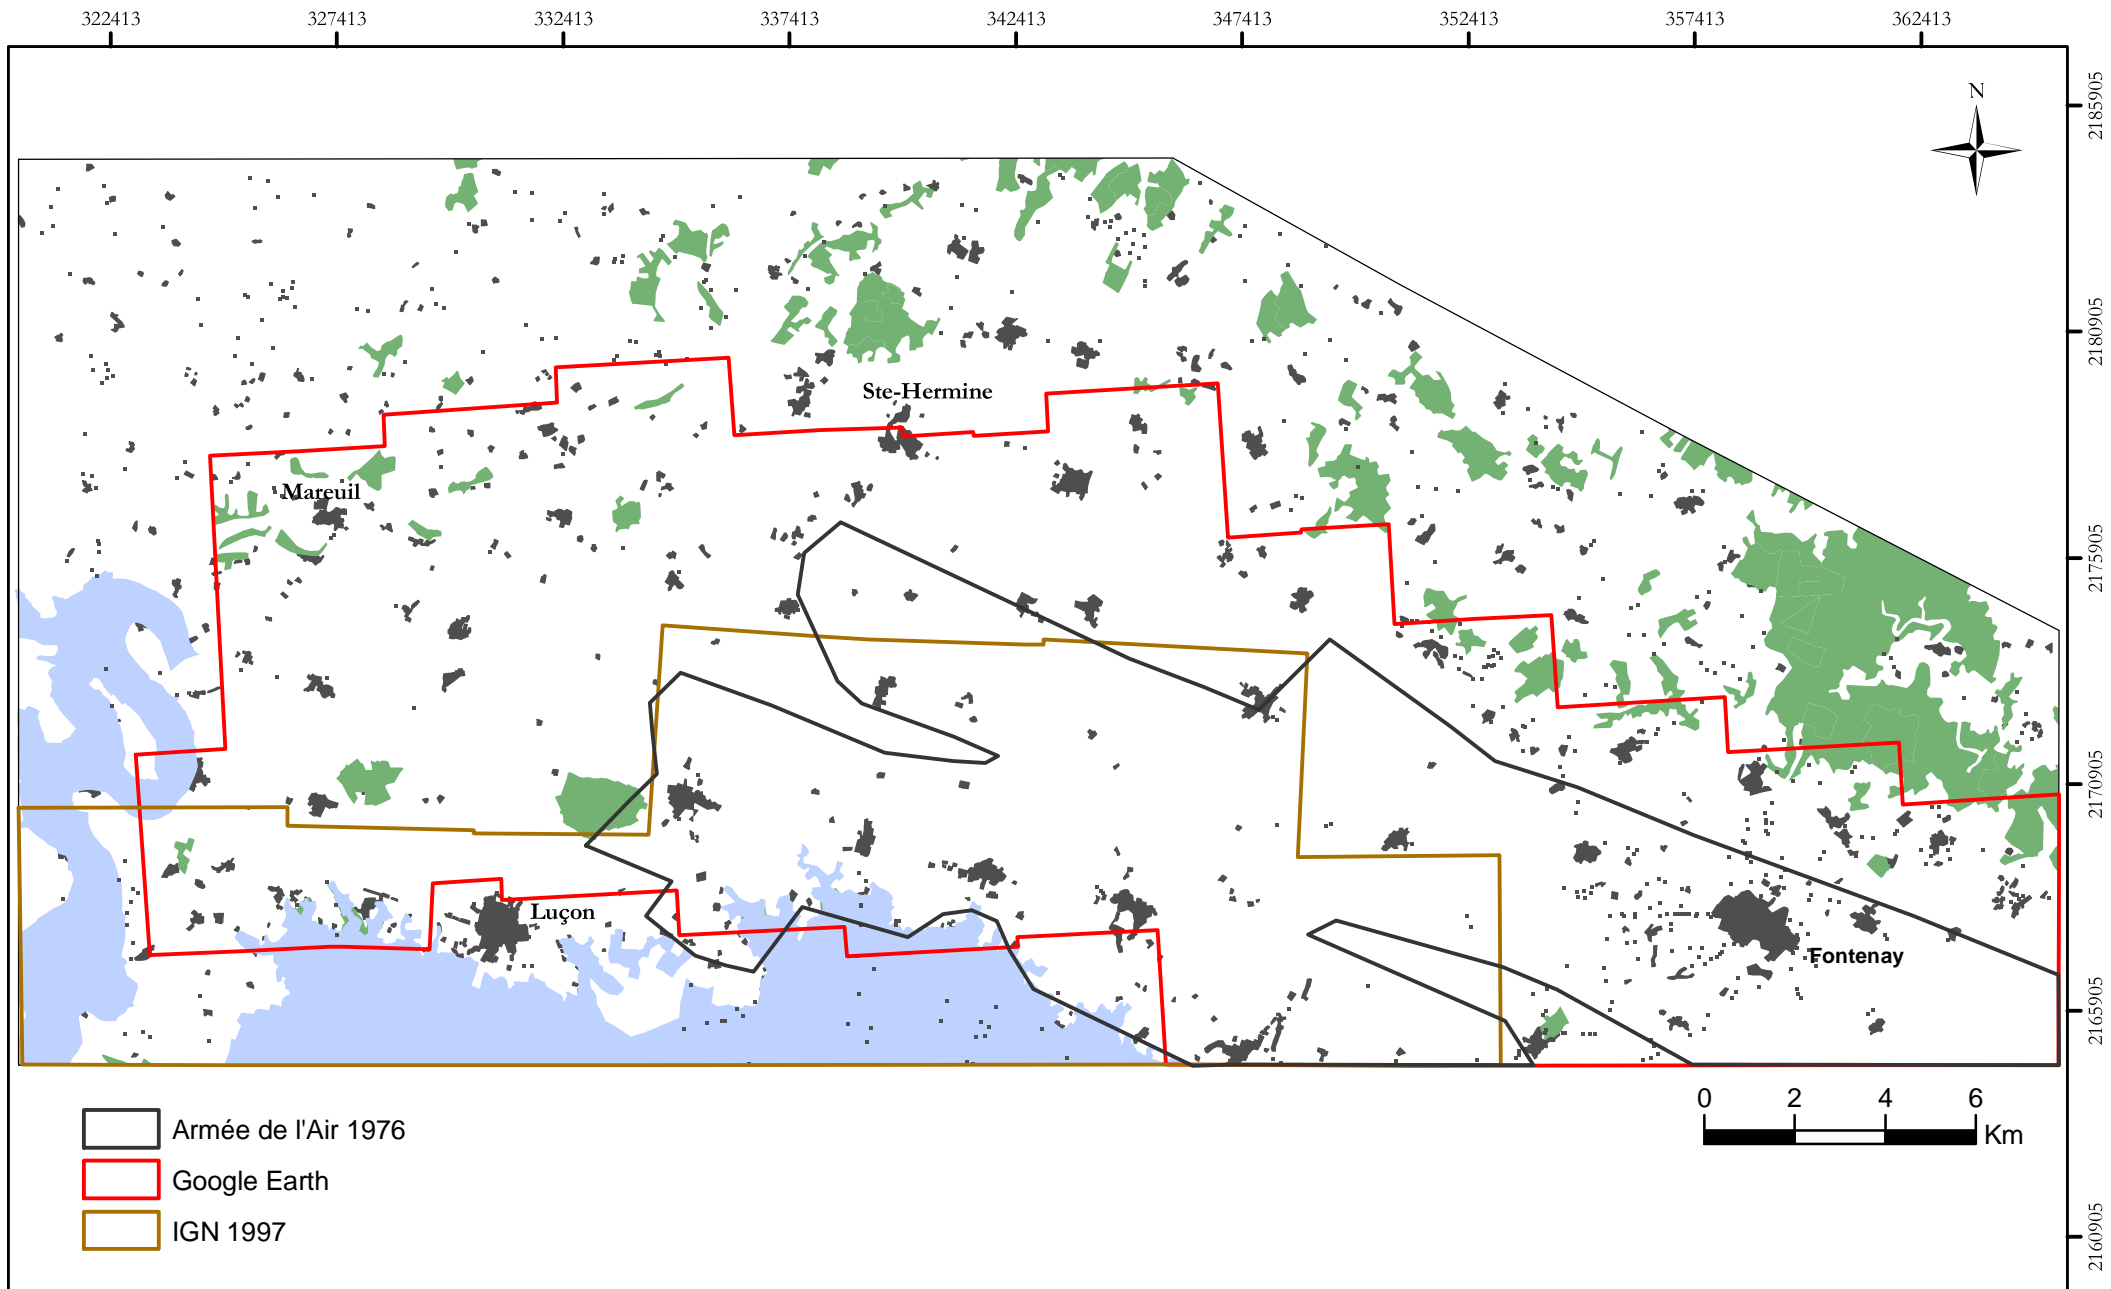 322413 327413 332413 337413 342413 347413 352413 357413 362413
N
2185905
2180905
Ste-Hermine
Mareuil
2175905
2170905
Luçon
Fontenay
2165905
0 2 4 6
Km
Armée de l'Air 1976
Google Earth
IGN 1997
2160905